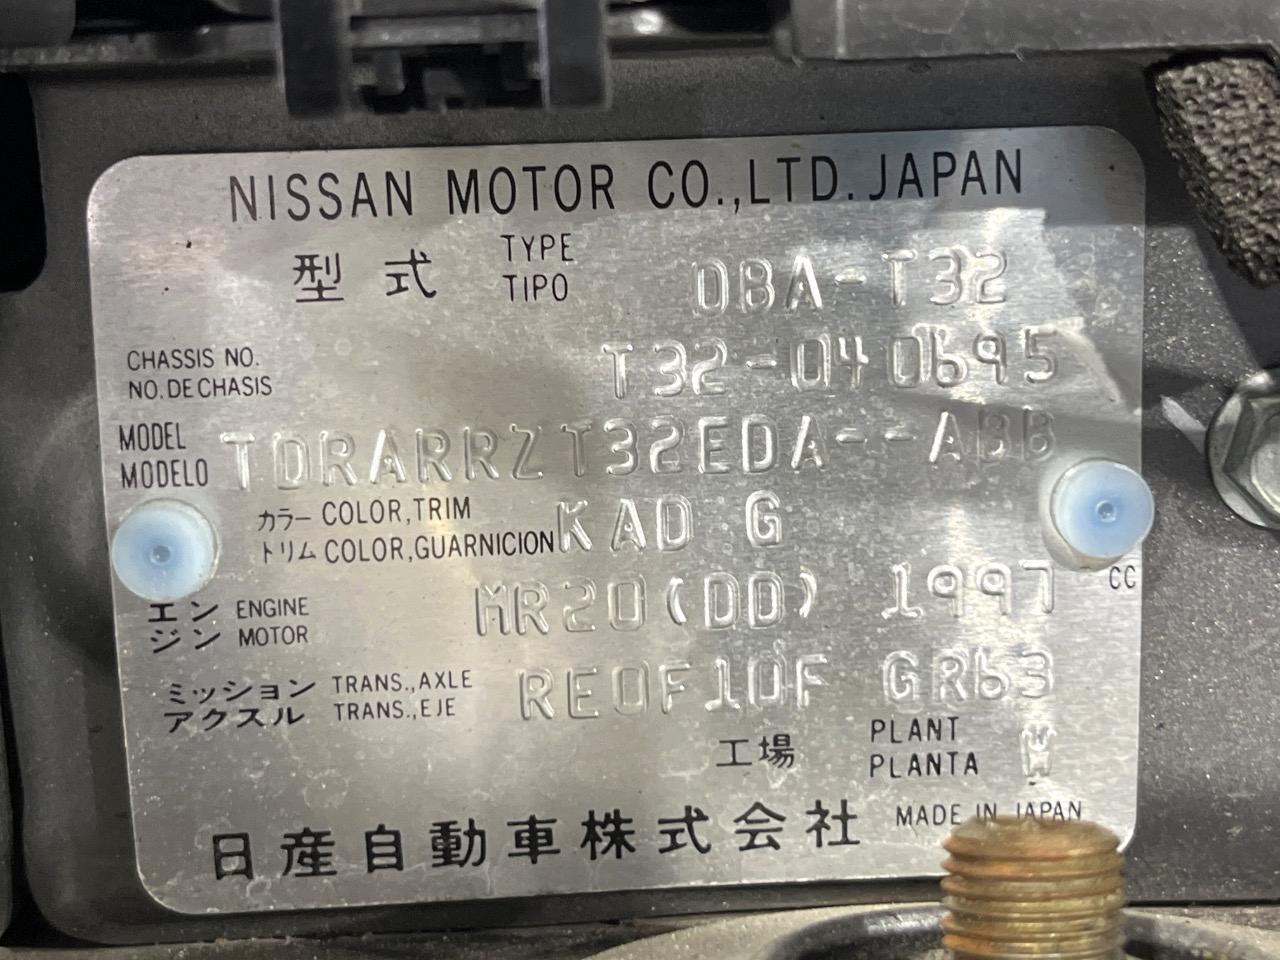 NISSAN MOTOR CO.,LTD.JAPAN
型式 TYPE TIPO DBA-T32
CHASSIS NO. NO.DE CHASIS T32-040695
MODEL MODELO TDRARRZT32EDA--ABB
カラー COLOR,TRIM
トリム COLOR,GUARNICION KAD G
エンジン ENGINE MOTOR MR20(DD) 1997 CC
ミッション TRANS.,AXLE
アクスル TRANS.,EJE RE0F10F GR63
工場 PLANT PLANTA W
日産自動車株式会社 MADE IN JAPAN